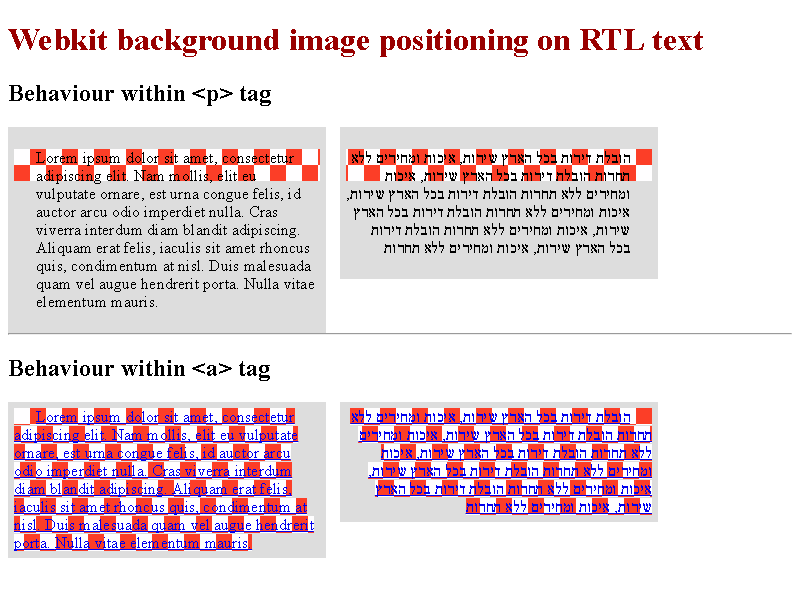 Webkit background image positioning on RTL text
Behaviour within <p> tag
Lorem ipsum dolor sit amet, consectetur
adipiscing elit. Nam mollis, elit eu
vulputate ornare, est urna congue felis, id
auctor arcu odio imperdiet nulla. Cras
viverra interdum diam blandit adipiscing.
Aliquam erat felis, iaculis sit amet rhoncus
quis, condimentum at nisl. Duis malesuada
quam vel augue hendrerit porta. Nulla vitae
elementum mauris.
הובלת דירות בכל הארץ שירות, איכות ומחירים ללא
תחרות הובלת דירות בכל הארץ שירות, איכות
ומחירים ללא תחרות הובלת דירות בכל הארץ שירות,
איכות ומחירים ללא תחרות הובלת דירות בכל הארץ
שירות, איכות ומחירים ללא תחרות הובלת דירות
בכל הארץ שירות, איכות ומחירים ללא תחרות
Behaviour within <a> tag
Lorem ipsum dolor sit amet, consectetur
adipiscing elit. Nam mollis, elit eu vulputate
ornare, est urna congue felis, id auctor arcu
odio imperdiet nulla. Cras viverra interdum
diam blandit adipiscing. Aliquam erat felis,
iaculis sit amet rhoncus quis, condimentum at
nisl. Duis malesuada quam vel augue hendrerit
porta. Nulla vitae elementum mauris.
הובלת דירות בכל הארץ שירות, איכות ומחירים ללא
תחרות הובלת דירות בכל הארץ שירות, איכות ומחירים
ללא תחרות הובלת דירות בכל הארץ שירות, איכות
ומחירים ללא תחרות הובלת דירות בכל הארץ שירות,
איכות ומחירים ללא תחרות הובלת דירות בכל הארץ
שירות, איכות ומחירים ללא תחרות